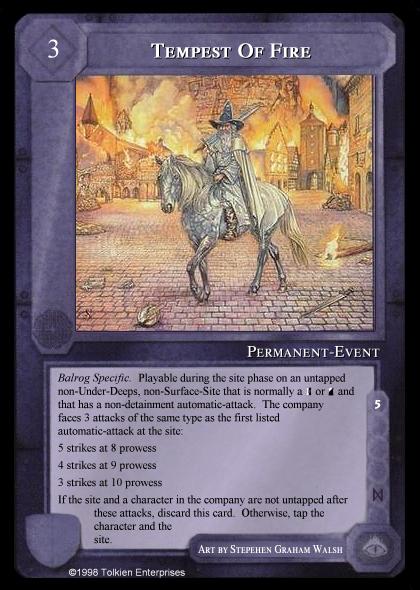 3
Tempest Of Fire
Permanent-Event
Balrog Specific. Playable during the site phase on an untapped
non-Under-Deeps, non-Surface-Site that is normally a or and
that has a non-detainment automatic-attack. The company
faces 3 attacks of the same type as the first listed
automatic-attack at the site:
5
5 strikes at 8 prowess
4 strikes at 9 prowess
3 strikes at 10 prowess
If the site and a character in the company are not untapped after
these attacks, discard this card. Otherwise, tap the
character and the
site.
Art by Stepehen Graham Walsh
©1998 Tolkien Enterprises